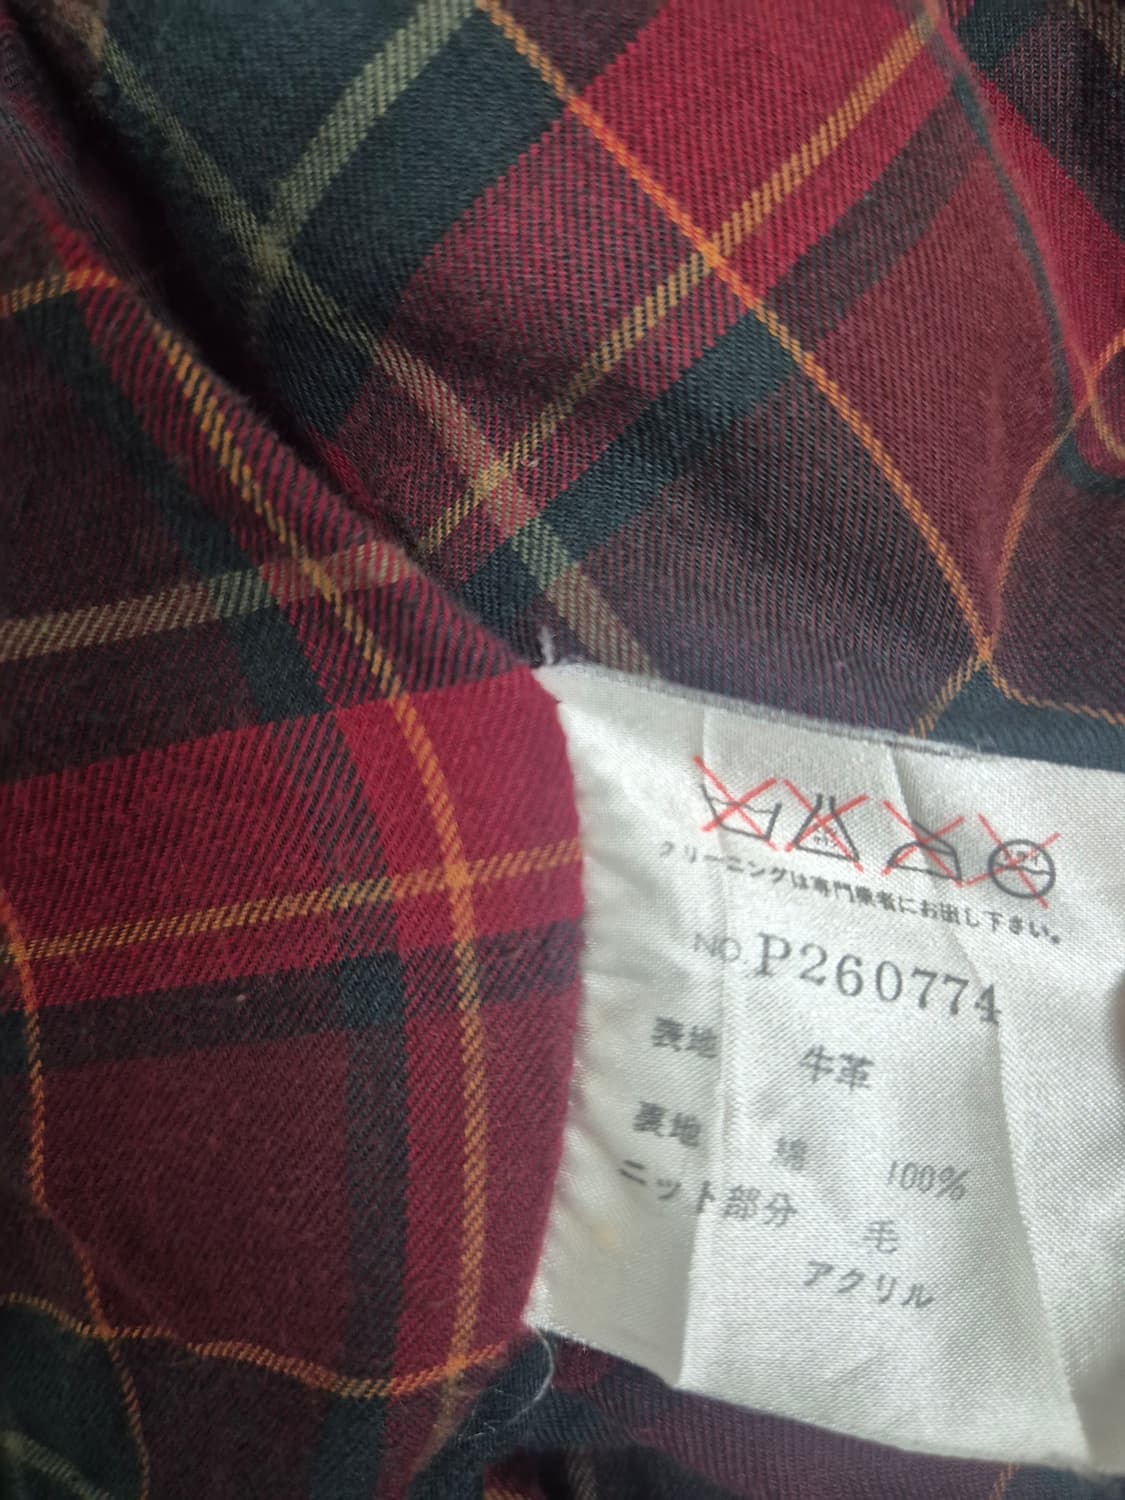 クリーニングは専門業者にお出し下さい。
NO. P260774
表地 牛革
裏地 綿 100%
ニット部分 毛
アクリル